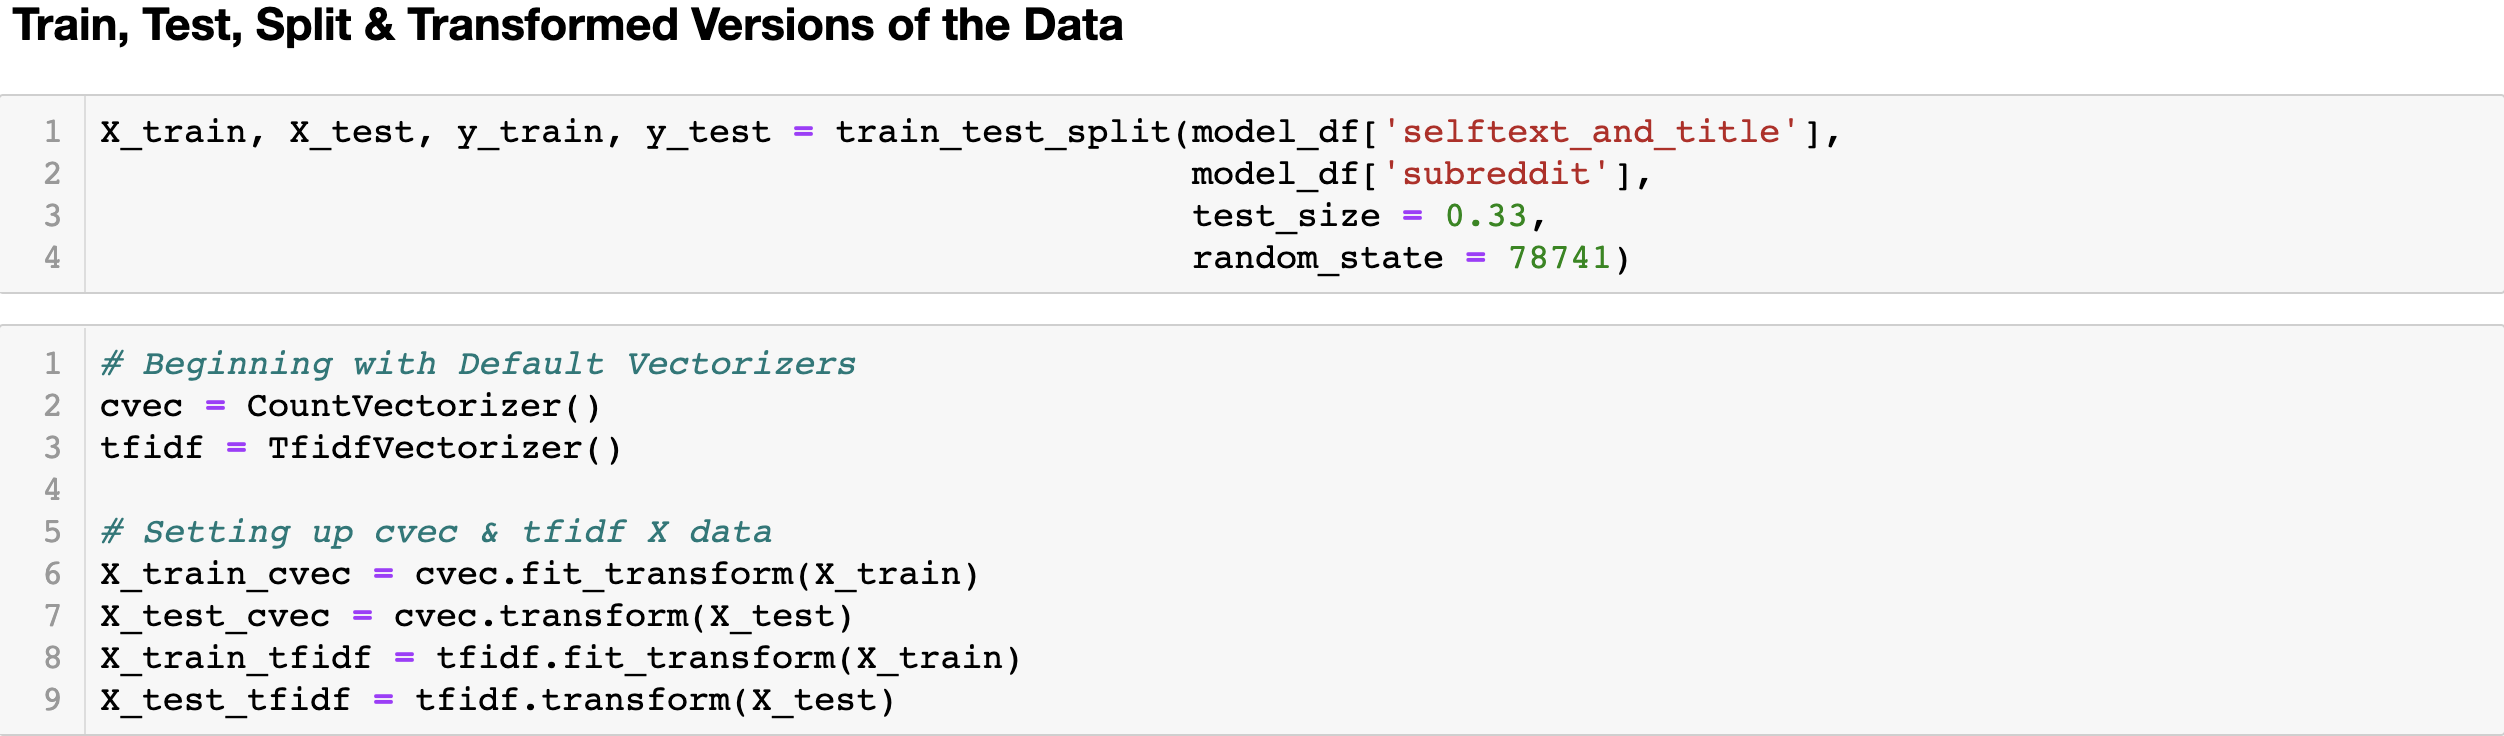 Train, Test, Split & Transformed Versions of the Data
1 X_train, X_test, y_train, y_test = train_test_split(model_df['selftext_and_title'],
2 model_df['subreddit'],
3 test_size = 0.33,
4 random_state = 78741)
1 # Beginning with Default Vectorizers
2 cvec = CountVectorizer()
3 tfidf = TfidfVectorizer()
4
5 # Setting up cvec & tfidf X data
6 X_train_cvec = cvec.fit_transform(X_train)
7 X_test_cvec = cvec.transform(X_test)
8 X_train_tfidf = tfidf.fit_transform(X_train)
9 X_test_tfidf = tfidf.transform(X_test)